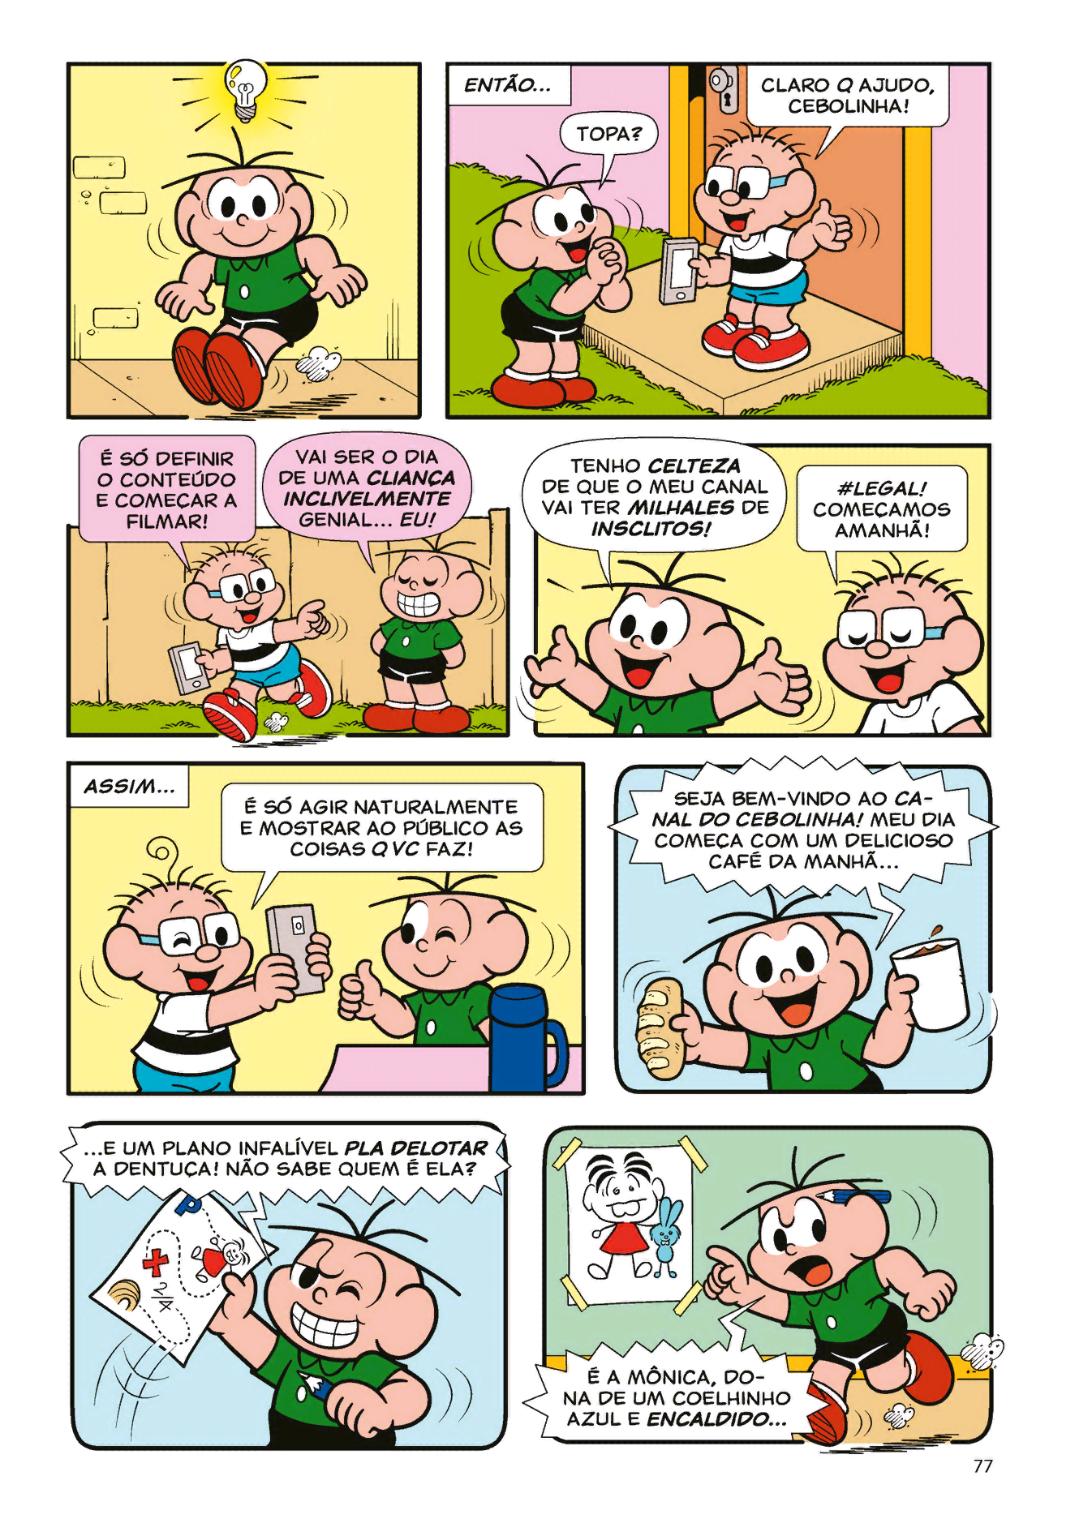 ENTÃO...
TOPA?
CLARO Q AJUDO,
CEBOLINHA!
É SÓ DEFINIR
O CONTEÚDO
E COMEÇAR A
FILMAR!
VAI SER O DIA
DE UMA CLIANÇA
INCLIVELMENTE
GENIAL... EU!
TENHO CELTEZA
DE QUE O MEU CANAL
VAI TER MILHALES DE
INSCLITOS!
#LEGAL!
COMEÇAMOS
AMANHÃ!
ASSIM...
É SÓ AGIR NATURALMENTE
E MOSTRAR AO PÚBLICO AS
COISAS Q VC FAZ!
SEJA BEM-VINDO AO CA-
NAL DO CEBOLINHA! MEU DIA
COMEÇA COM UM DELICIOSO
CAFÉ DA MANHÃ...
...E UM PLANO INFALÍVEL PLA DELOTAR
A DENTUÇA! NÃO SABE QUEM É ELA?
P
É A MÔNICA, DO-
NA DE UM COELHINHO
AZUL E ENCALDIDO...
77